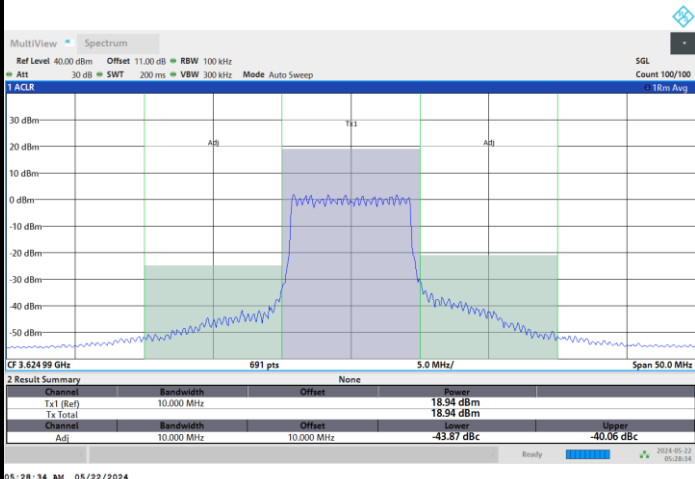 MultiView Spectrum
Ref Level 40.00 dBm Offset 11.00 dB RBW 100 kHz SGL
Att 30 dB SWT 200 ms VBW 300 kHz Mode Auto Sweep Count 100/100
1 ACLR 1Rm Avg
30 dBm
Tx1
20 dBm Adj Adj
10 dBm
0 dBm
-10 dBm
-20 dBm
-30 dBm
-40 dBm
-50 dBm
CF 3.624 99 GHz 691 pts 5.0 MHz/ Span 50.0 MHz
2 Result Summary None
Channel Bandwidth Offset Power
Tx1 (Ref) 10.000 MHz 18.94 dBm
Tx Total 18.94 dBm
Channel Bandwidth Offset Lower Upper
Adj 10.000 MHz 10.000 MHz -43.87 dBc -40.06 dBc
Ready 2024-05-22
05:28:34
05:28:34 AM 05/22/2024